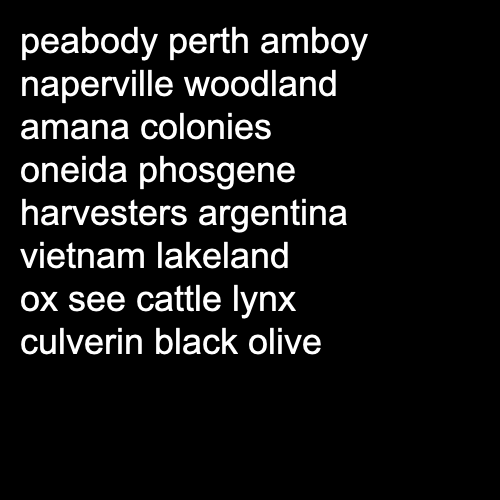 peabody perth amboy
naperville woodland
amana colonies
oneida phosgene
harvesters argentina
vietnam lakeland
ox see cattle lynx
culverin black olive